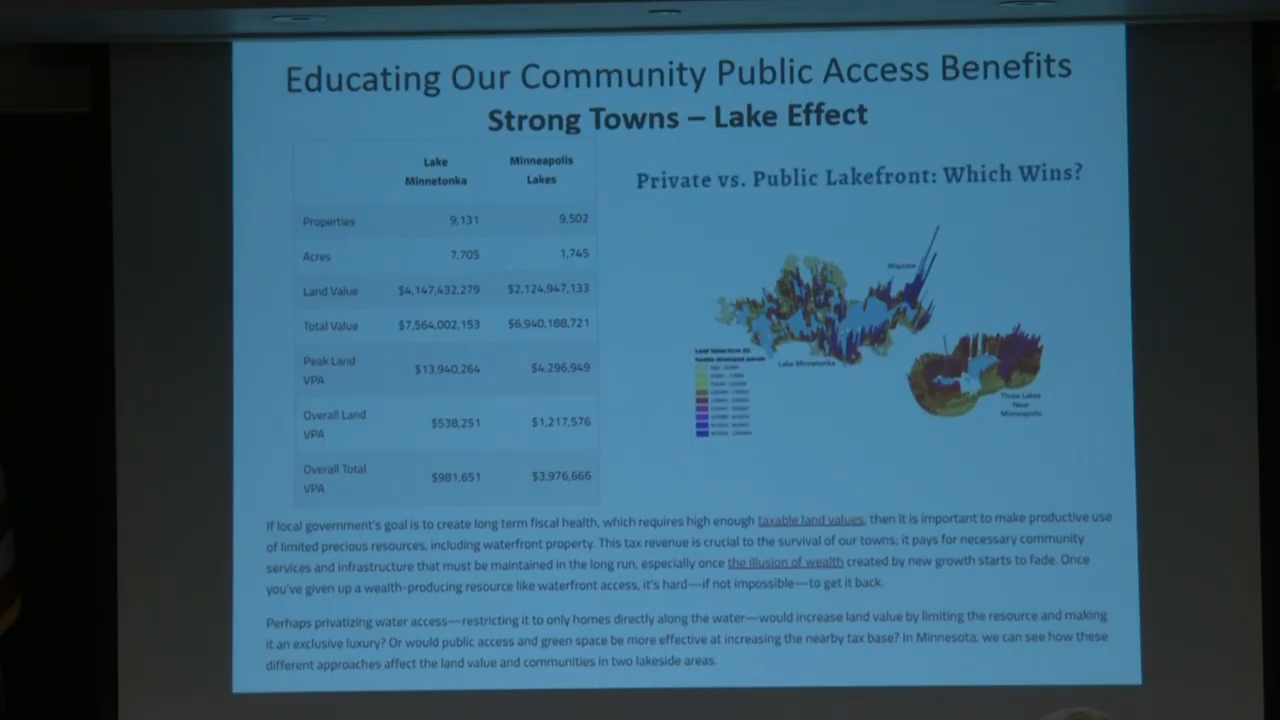 Educating Our Community Public Access Benefits
Strong Towns – Lake Effect
Lake Minnetonka
Minneapolis Lakes
Properties 9,131 9,502
Acres 7,705 1,745
Land Value $4,147,432,279 $2,124,947,133
Total Value $7,564,002,153 $6,940,188,721
Peak Land VPA $13,940,264 $4,296,949
Overall Land VPA $538,251 $1,217,576
Overall Total VPA $981,651 $3,976,666
Private vs. Public Lakefront: Which Wins?
Wayzata
Lake Minnetonka
Three Lakes
Near
Minneapolis
If local government's goal is to create long term fiscal health, which requires high enough taxable land values, then it is important to make productive use
of limited precious resources, including waterfront property. This tax revenue is crucial to the survival of our towns; it pays for necessary community
services and infrastructure that must be maintained in the long run, especially once the illusion of wealth created by new growth starts to fade. Once
you've given up a wealth-producing resource like waterfront access, it's hard—if not impossible—to get it back.
Perhaps privatizing water access—restricting it to only homes directly along the water—would increase land value by limiting the resource and making
it an exclusive luxury? Or would public access and green space be more effective at increasing the nearby tax base? In Minnesota, we can see how these
different approaches affect the land value and communities in two lakeside areas.